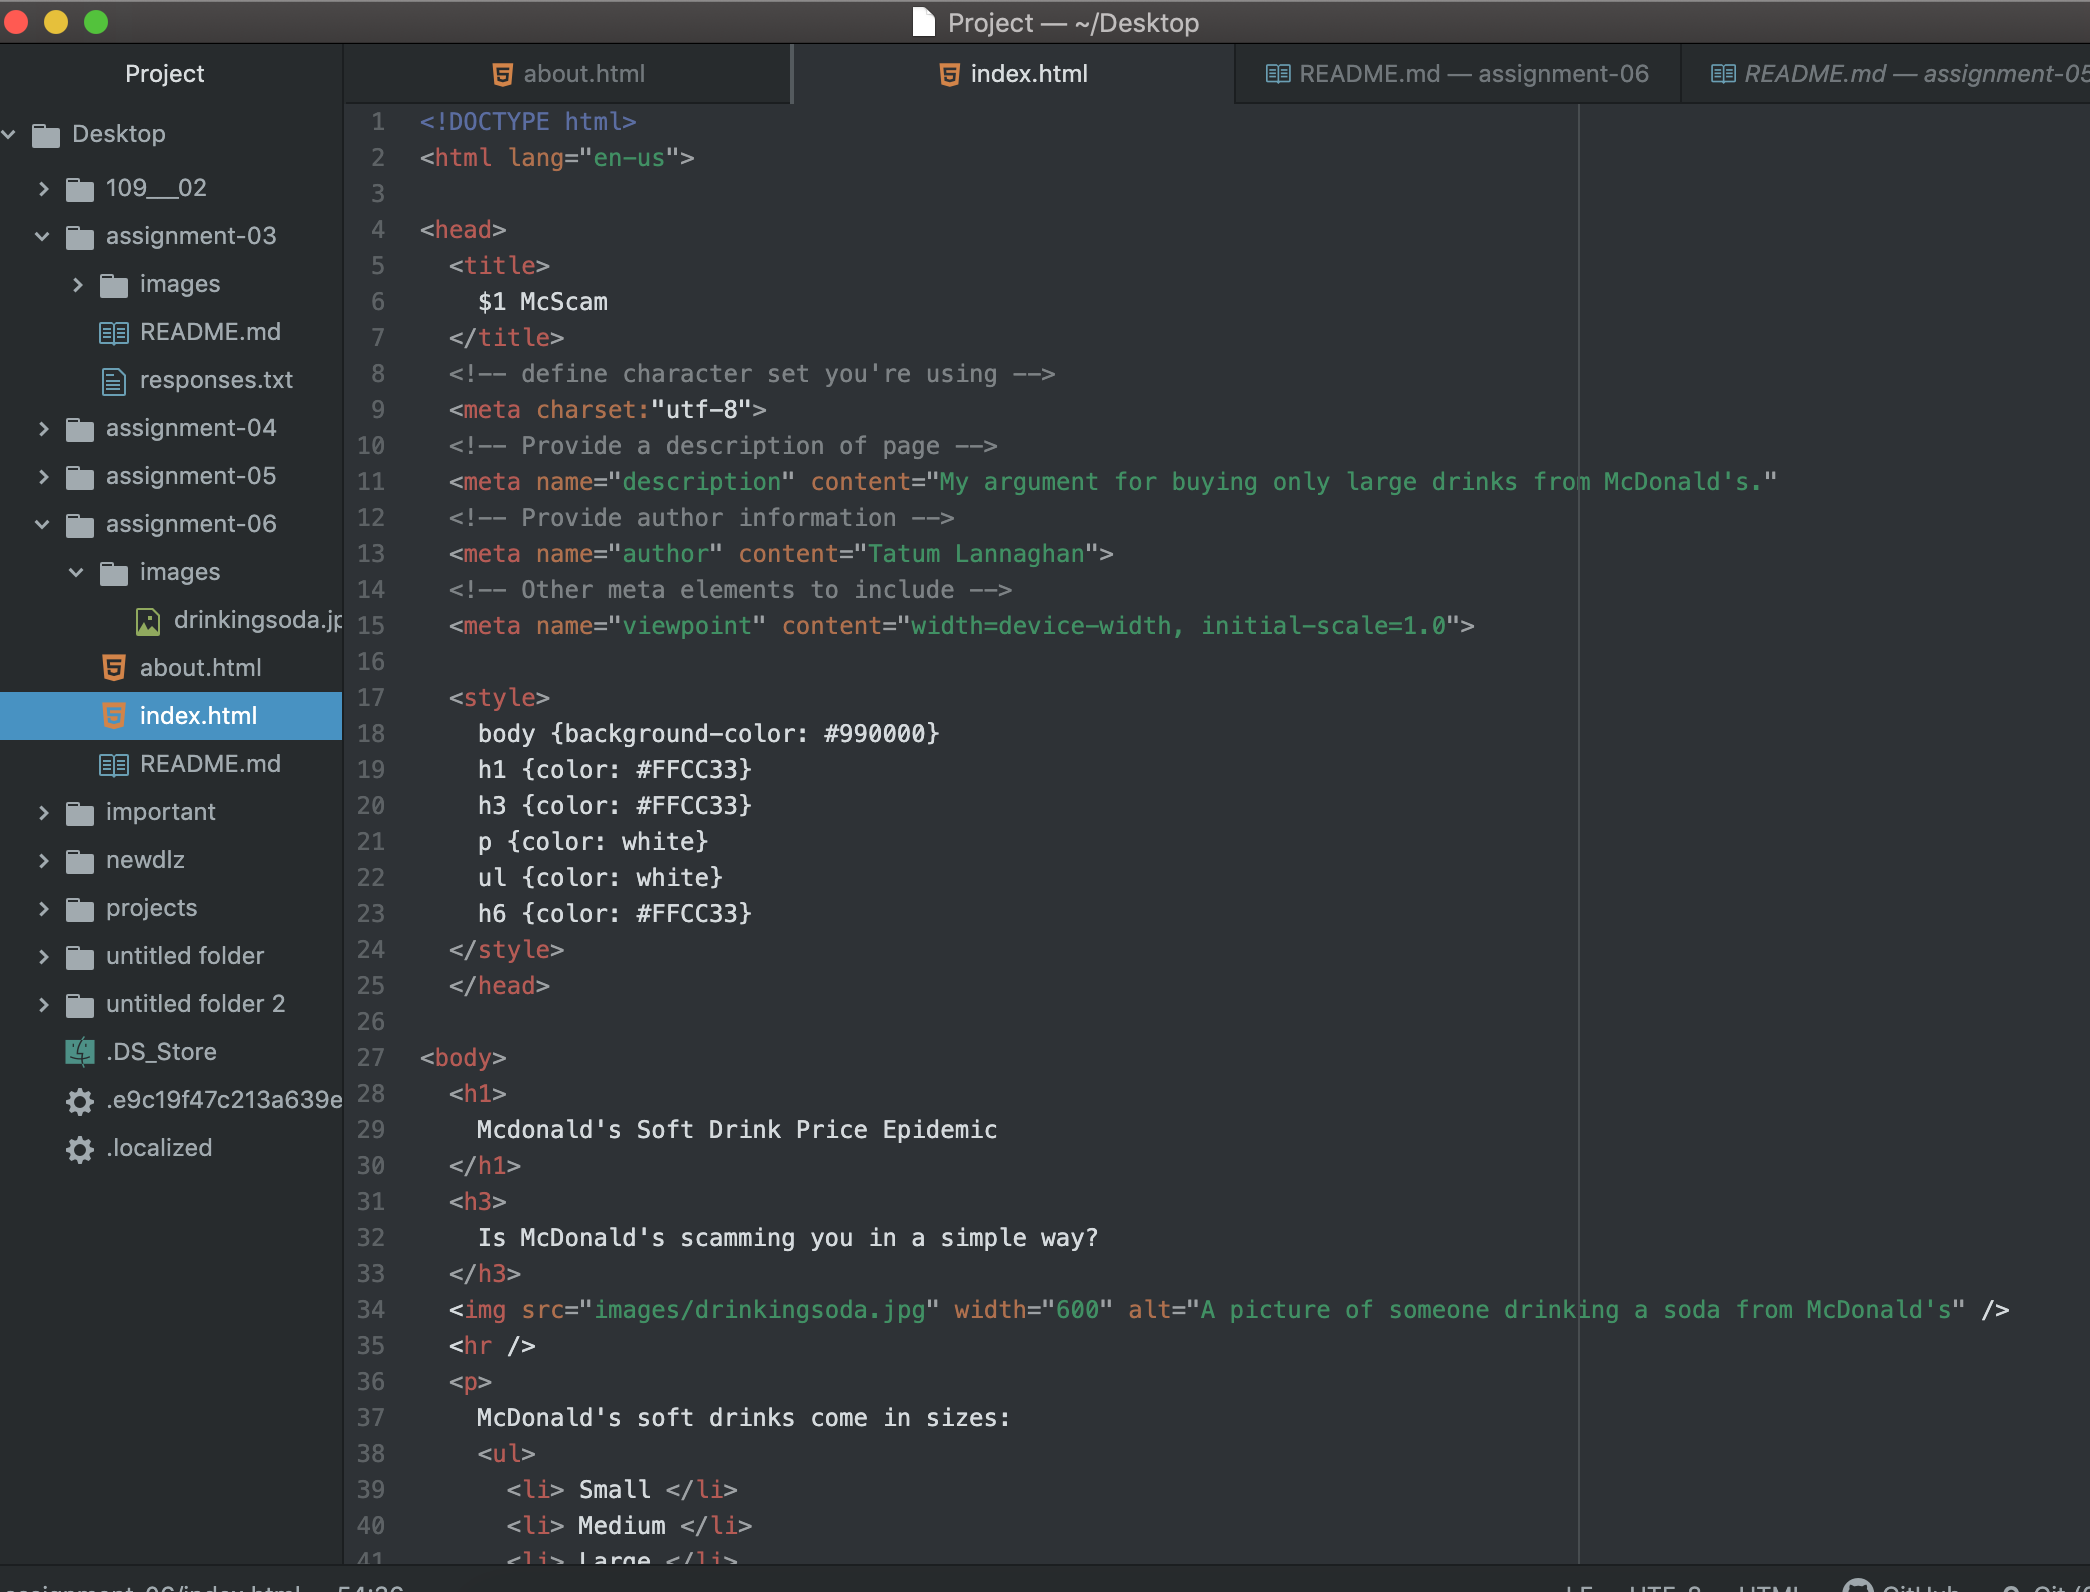 Project — ~/Desktop
Project
about.html
index.html
README.md — assignment-06
README.md — assignment-05
Desktop
109___02
assignment-03
images
README.md
responses.txt
assignment-04
assignment-05
assignment-06
images
drinkingsoda.jp
about.html
index.html
README.md
important
newdlz
projects
untitled folder
untitled folder 2
.DS_Store
.e9c19f47c213a639e
.localized
1 <!DOCTYPE html>
2 <html lang="en-us">
3
4 <head>
5 <title>
6 $1 McScam
7 </title>
8 <!-- define character set you're using -->
9 <meta charset:"utf-8">
10 <!-- Provide a description of page -->
11 <meta name="description" content="My argument for buying only large drinks from McDonald's."
12 <!-- Provide author information -->
13 <meta name="author" content="Tatum Lannaghan">
14 <!-- Other meta elements to include -->
15 <meta name="viewpoint" content="width=device-width, initial-scale=1.0">
16
17 <style>
18 body {background-color: #990000}
19 h1 {color: #FFCC33}
20 h3 {color: #FFCC33}
21 p {color: white}
22 ul {color: white}
23 h6 {color: #FFCC33}
24 </style>
25 </head>
26
27 <body>
28 <h1>
29 Mcdonald's Soft Drink Price Epidemic
30 </h1>
31 <h3>
32 Is McDonald's scamming you in a simple way?
33 </h3>
34 <img src="images/drinkingsoda.jpg" width="600" alt="A picture of someone drinking a soda from McDonald's" />
35 <hr />
36 <p>
37 McDonald's soft drinks come in sizes:
38 <ul>
39 <li> Small </li>
40 <li> Medium </li>
41 <li> Large </li>
assignment-06/index.html 54:36
LF UTF-8 HTML GitHub